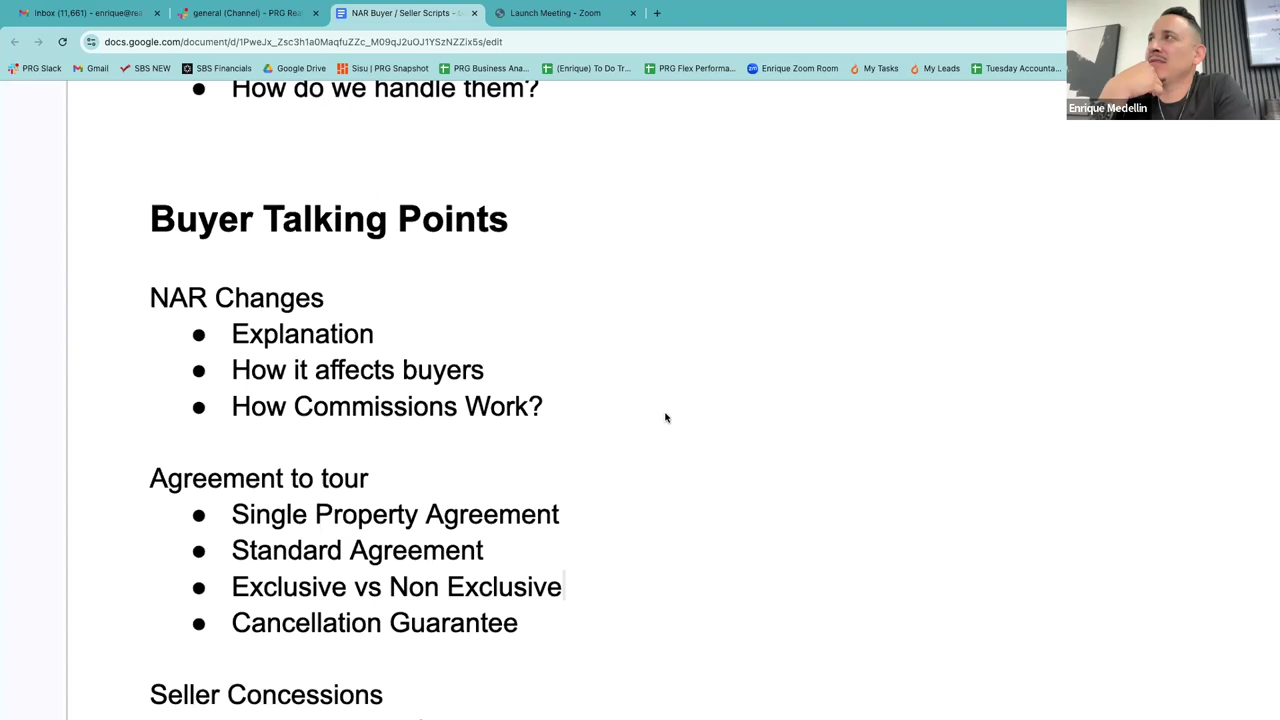 Inbox (11,661) - enrique@rea
general (Channel) - PRG Rea
NAR Buyer / Seller Scripts -
Launch Meeting - Zoom
docs.google.com/document/d/1PweJx_Zsc3h1a0MaqfuZZc_M09qJ2uOJ1YSzNZZix5s/edit
PRG Slack
Gmail
SBS NEW
SBS Financials
Google Drive
Sisu | PRG Snapshot
PRG Business Ana...
(Enrique) To Do Tr...
PRG Flex Performa...
Enrique Zoom Room
My Tasks
My Leads
Tuesday Accounta...
Enrique Medellin
● How do we handle them?
Buyer Talking Points
NAR Changes
● Explanation
● How it affects buyers
● How Commissions Work?
Agreement to tour
● Single Property Agreement
● Standard Agreement
● Exclusive vs Non Exclusive
● Cancellation Guarantee
Seller Concessions